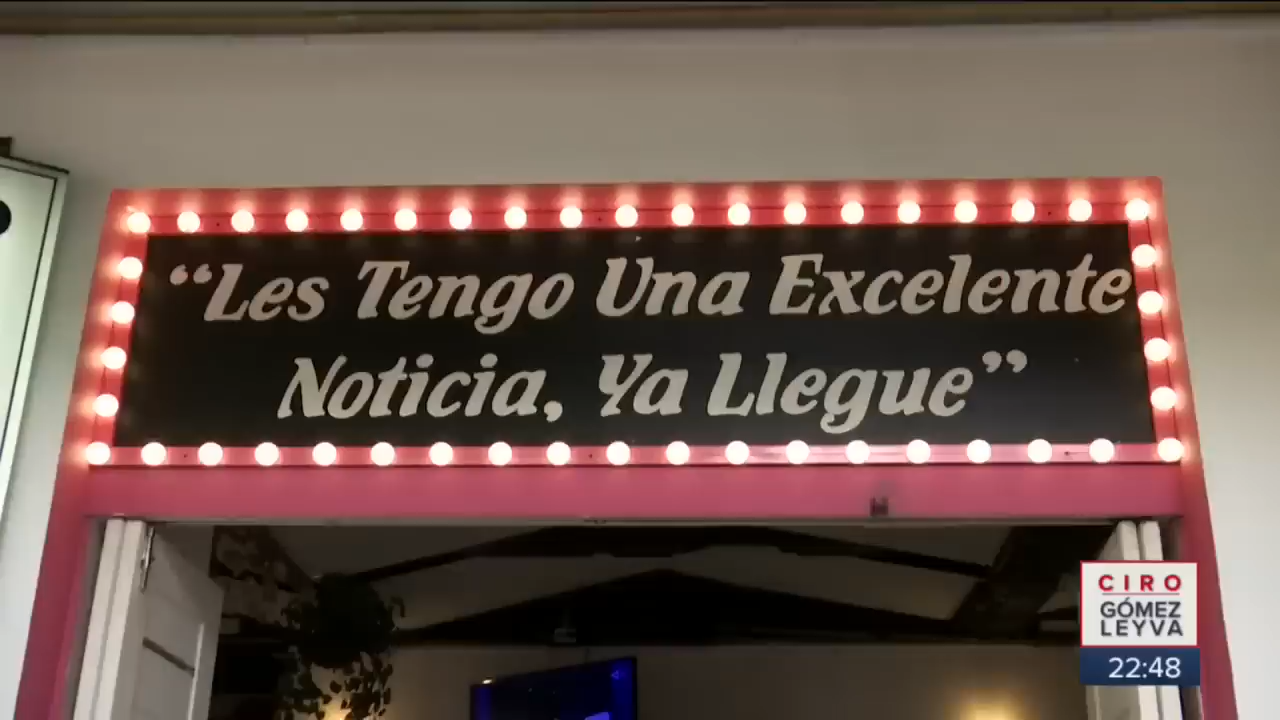 “Les Tengo Una Excelente
Noticia, Ya Llegue”
CIRO
GÓMEZ
LEYVA
22:48